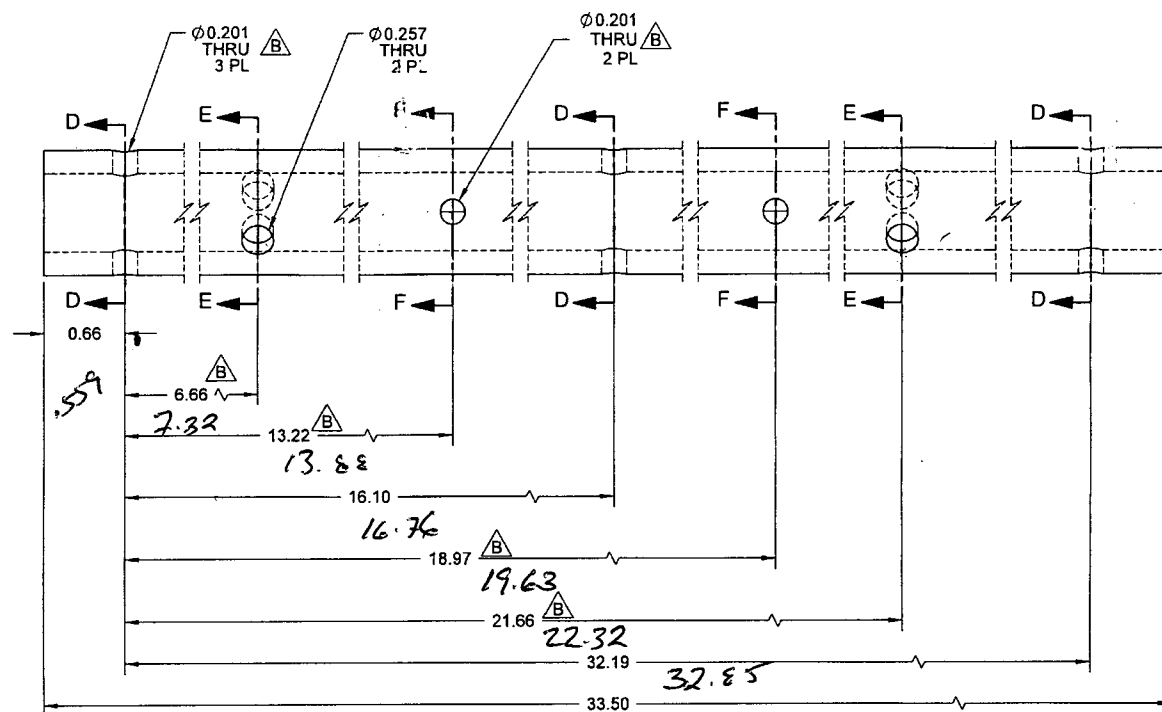 Ø0.201
THRU B
3 PL
Ø0.257
THRU
2 PL
Ø0.201
THRU B
2 PL
D
E
F
D
F
E
D
D
E
F
D
F
E
D
0.66
.559
B
6.66
7.32
B
13.22
13.88
16.10
16.76
B
18.97
19.63
B
21.66
22.32
32.19
32.85
33.50